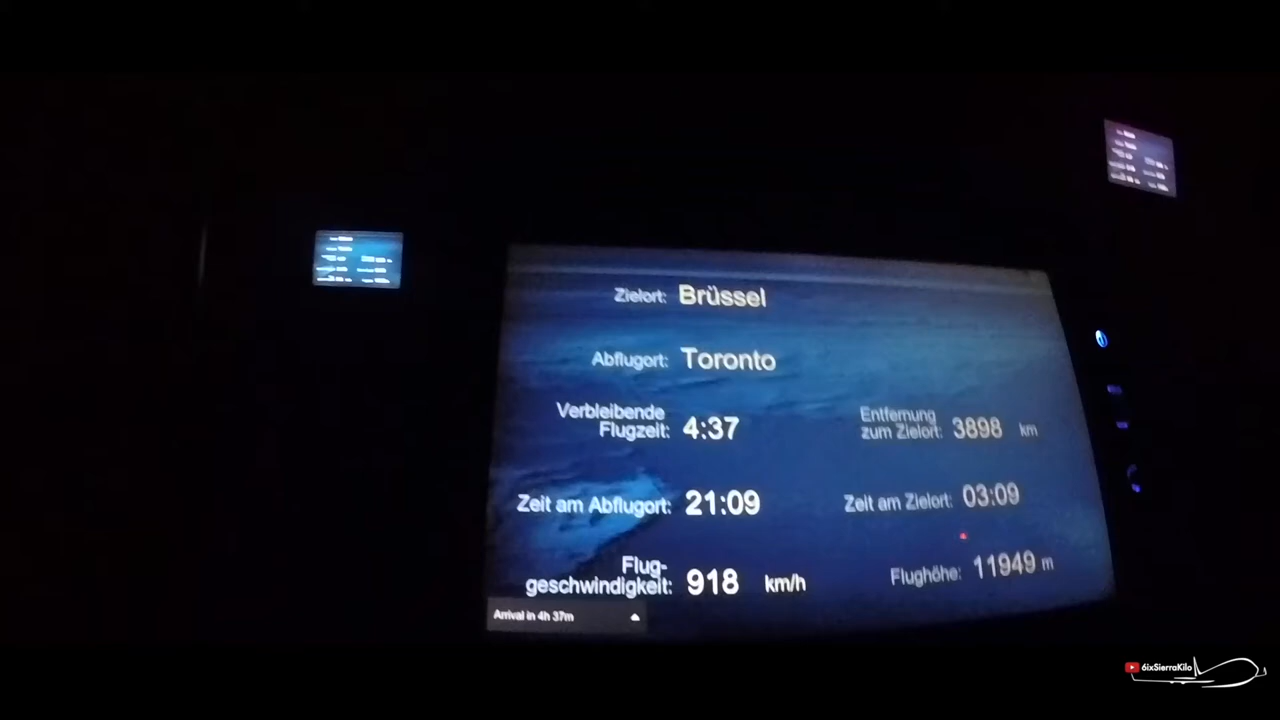 Zielort: Brüssel
Abflugort: Toronto
Verbleibende
Flugzeit: 4:37
Entfernung
zum Zielort: 3898 km
Zeit am Abflugort: 21:09
Zeit am Zielort: 03:09
Flug-
geschwindigkeit: 918 km/h
Flughöhe: 11949 m
Arrival in 4h 37m
6ixSierraKilo